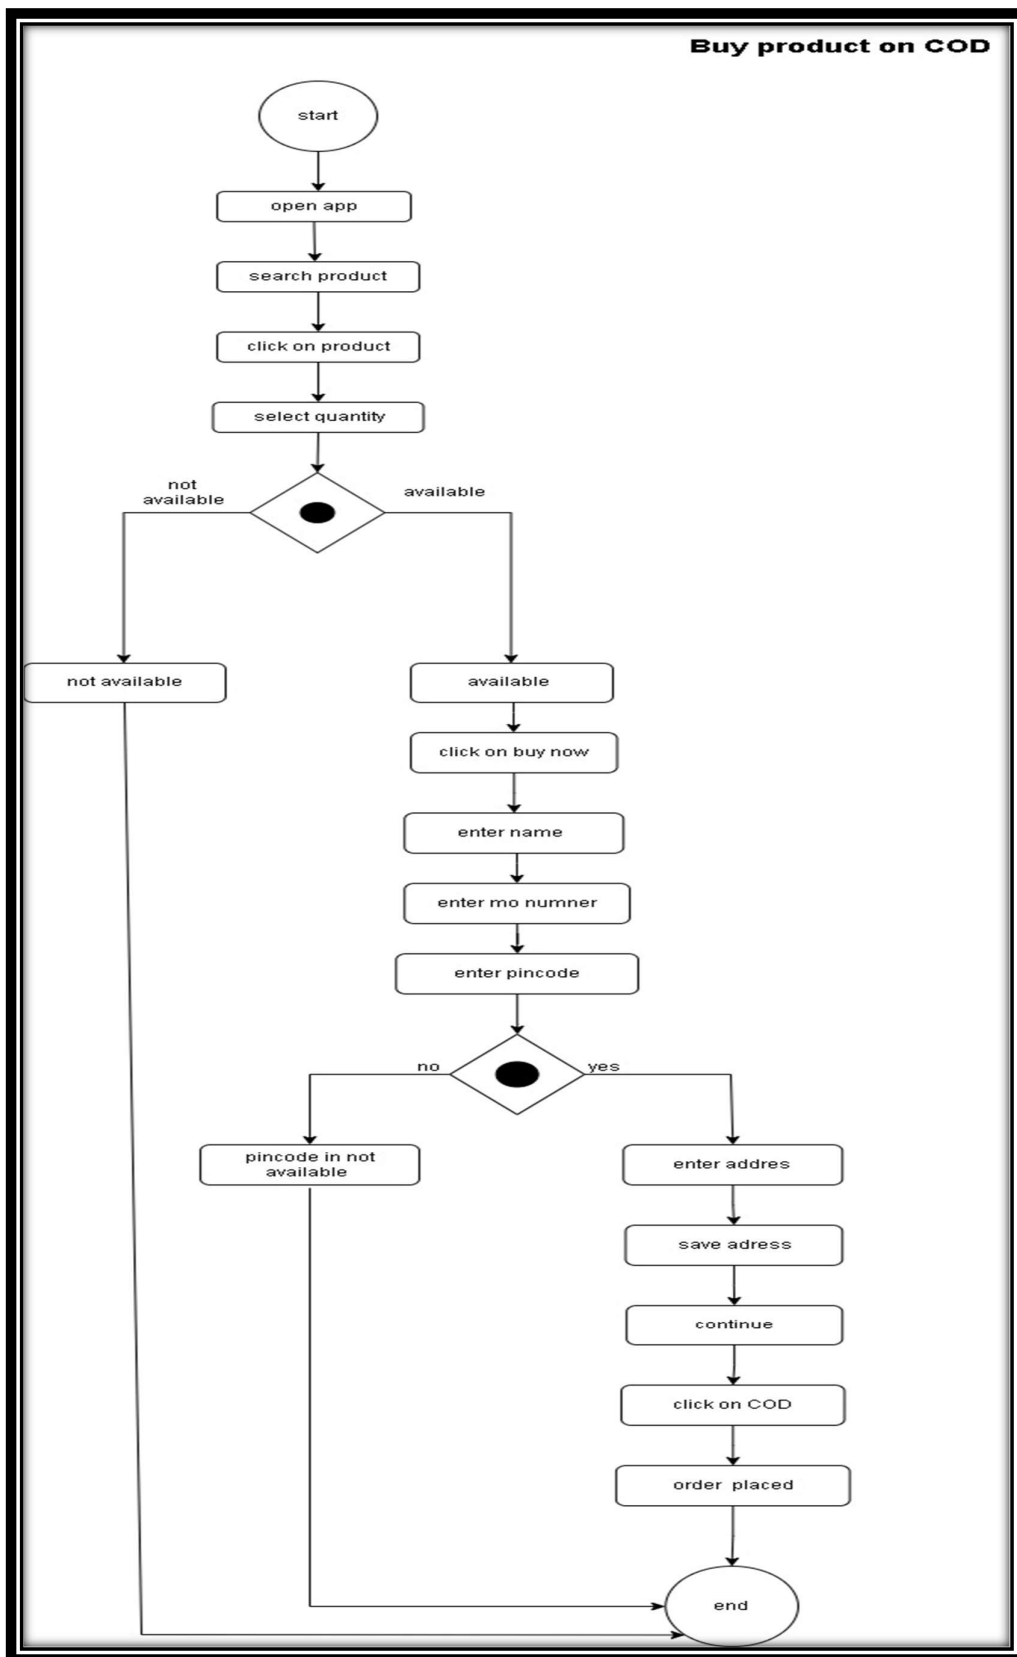 Buy product on COD
start
open app
search product
click on product
select quantity
not
available
available
not available
available
click on buy now
enter name
enter mo numner
enter pincode
no
yes
pincode in not
available
enter addres
save adress
continue
click on COD
order placed
end